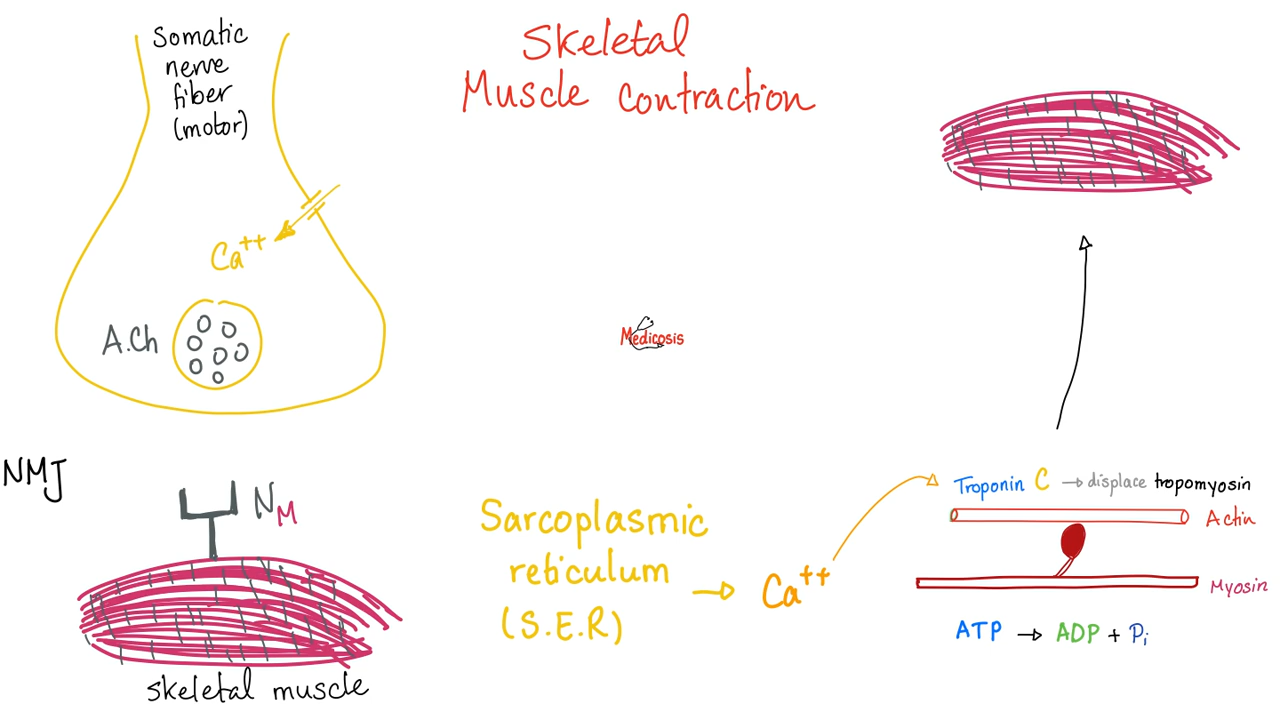 Skeletal
Muscle contraction
Somatic
nerve
fiber
(motor)
Ca++
A.Ch
Medicosis
NMJ
NM
skeletal muscle
Sarcoplasmic
reticulum
(S.E.R)
→ Ca++
Troponin C → displace tropomyosin
Actin
Myosin
ATP → ADP + Pi